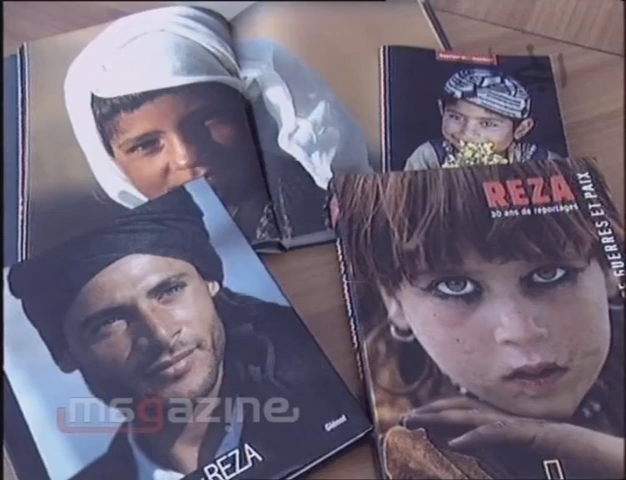 REZA
30 ans de reportages
GUERRES ET PAIX
magazine
Glénat
REZA